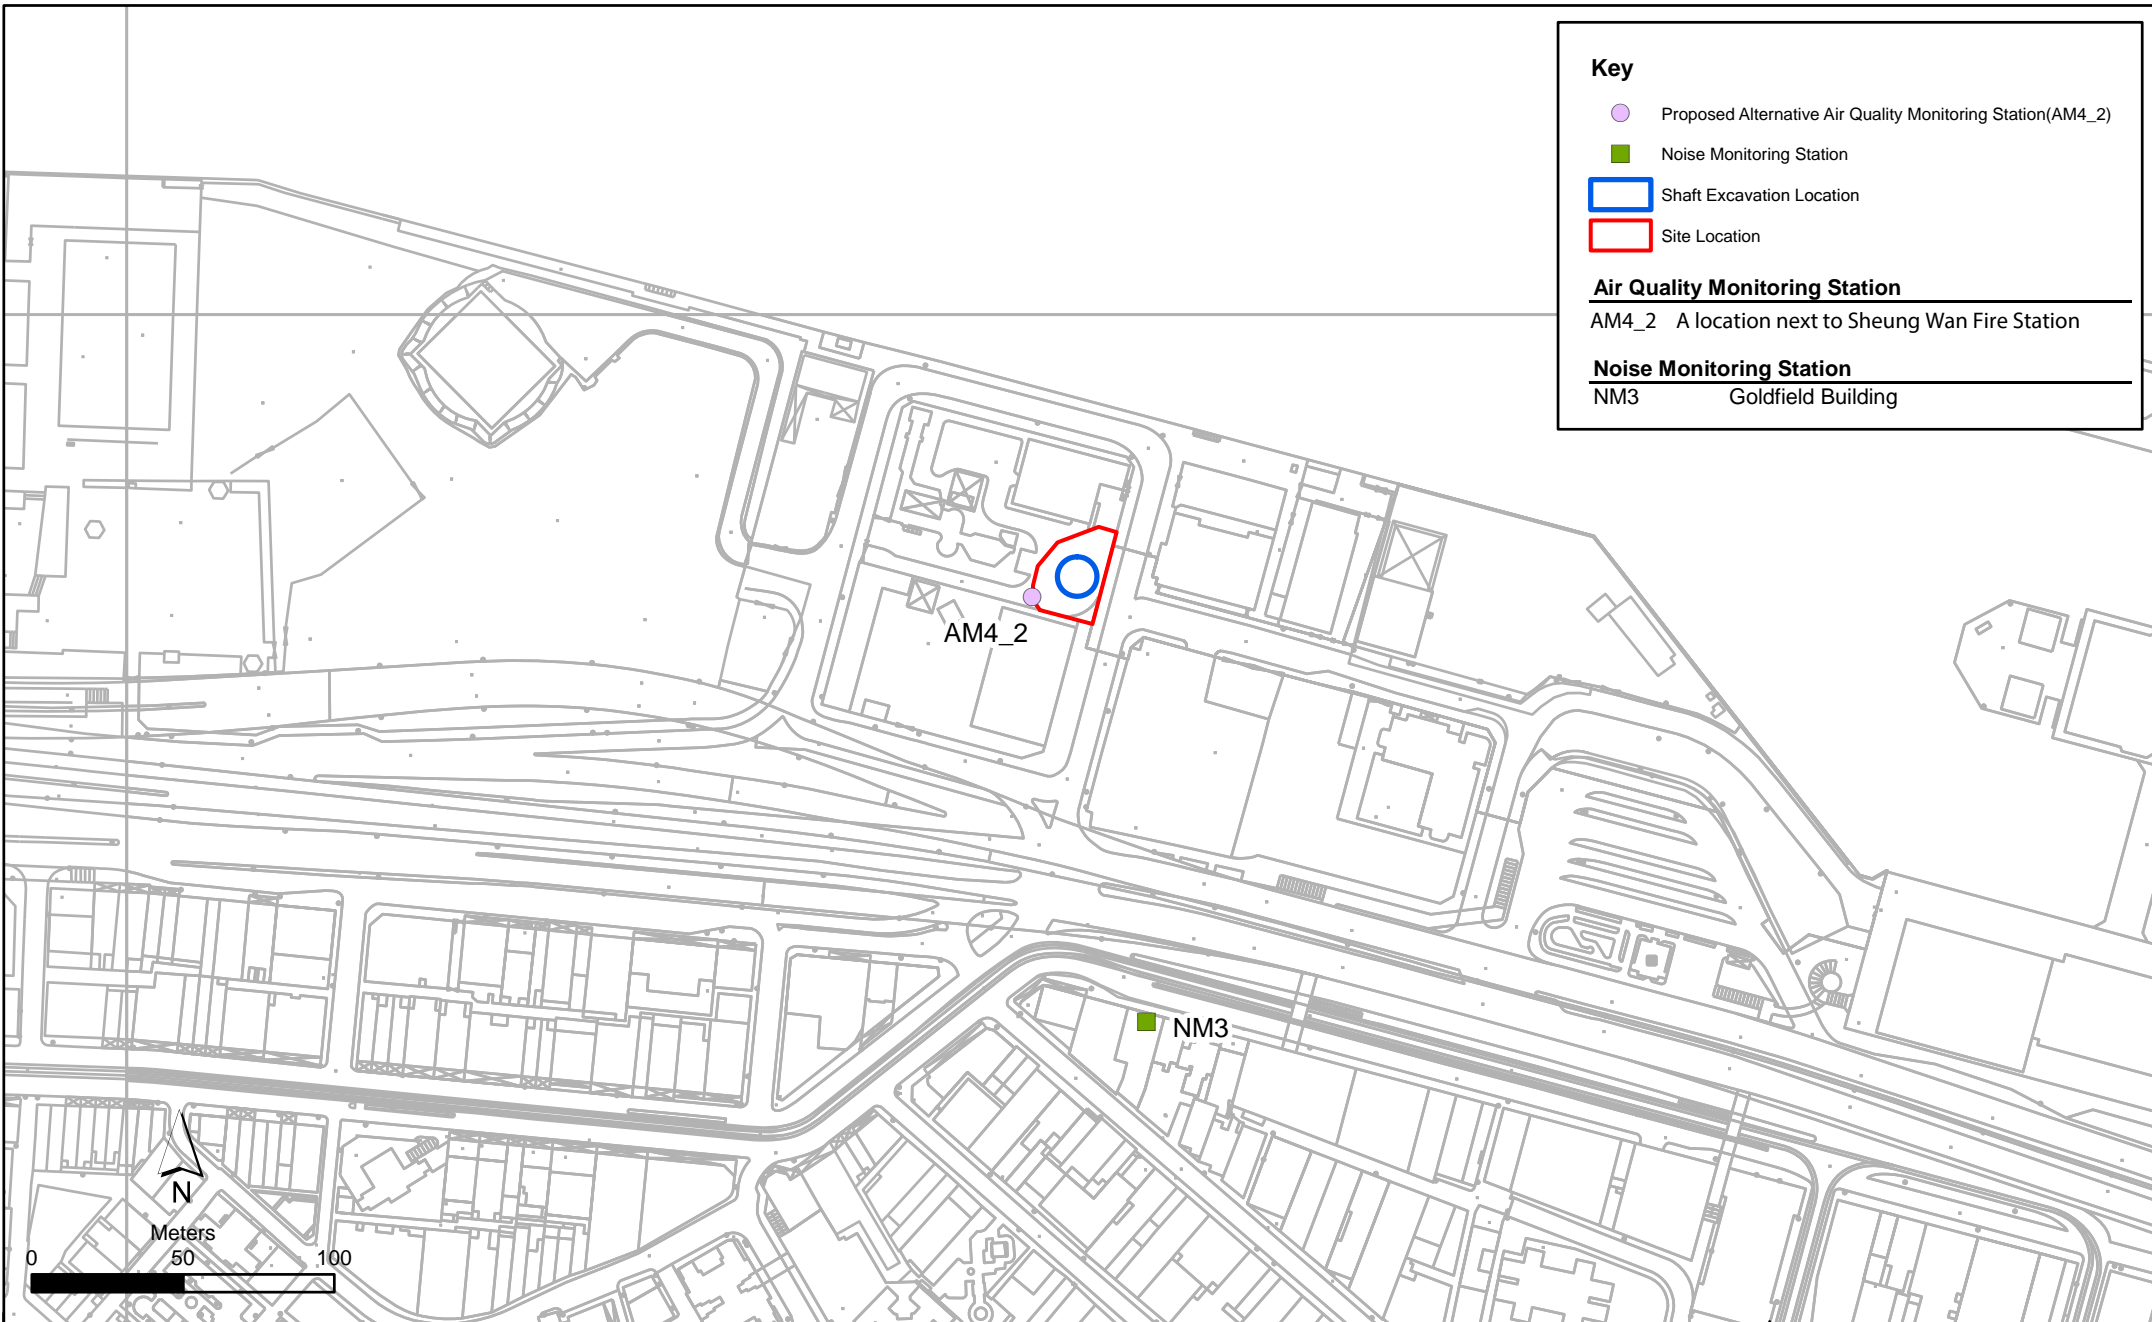 Key
Proposed Alternative Air Quality Monitoring Station(AM4_2)
Noise Monitoring Station
Shaft Excavation Location
Site Location
Air Quality Monitoring Station
AM4_2 A location next to Sheung Wan Fire Station
Noise Monitoring Station
NM3 Goldfield Building
AM4_2
NM3
N
Meters
0 50 100